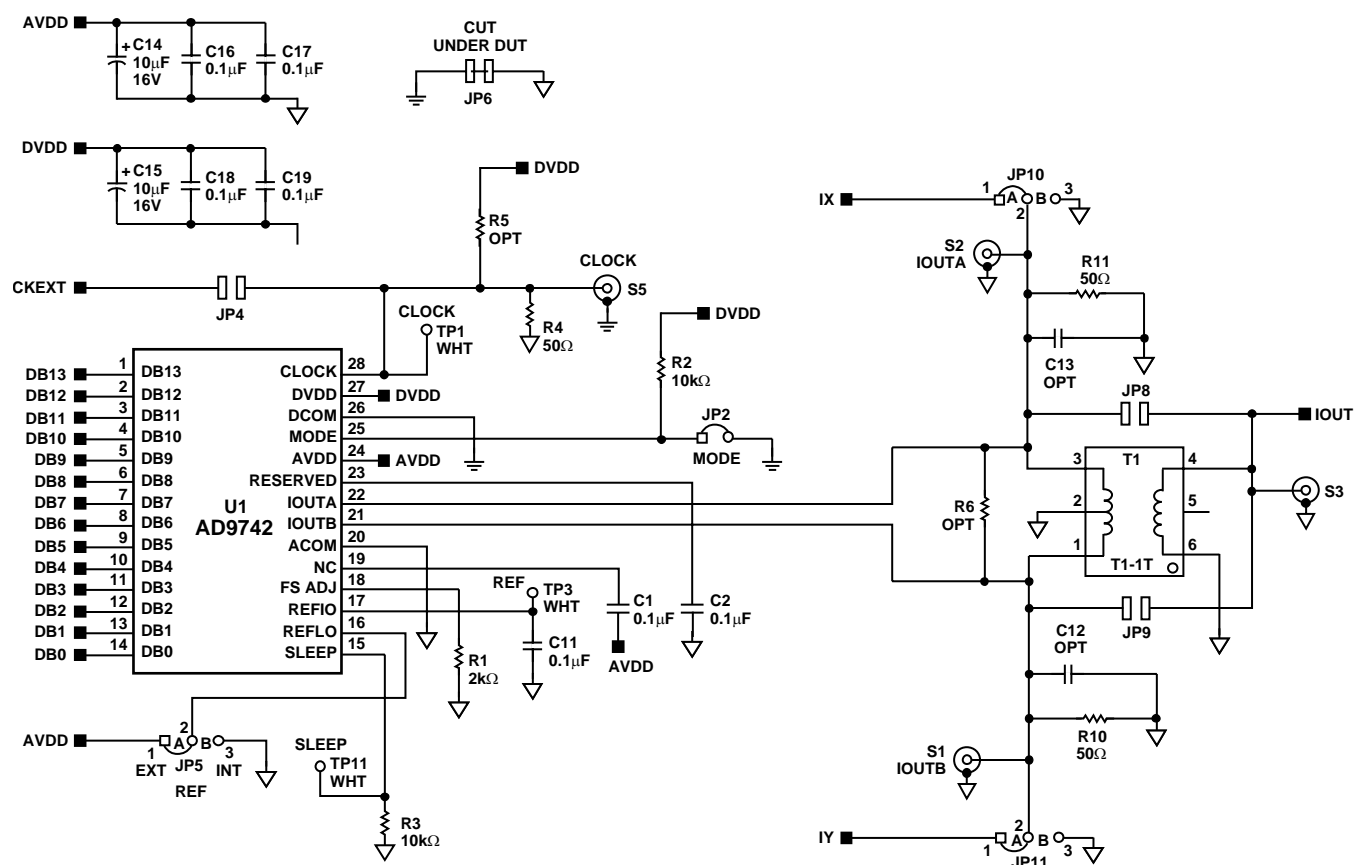 AVDD
C14
10μF
16V
+
C16
0.1μF
C17
0.1μF
CUT
UNDER DUT
JP6
DVDD
C15
10μF
16V
+
C18
0.1μF
C19
0.1μF
DVDD
R5
OPT
CKEXT
JP4
CLOCK
S5
CLOCK
TP1
WHT
R4
50Ω
DVDD
R2
10kΩ
JP2
MODE
DB13 1 DB13
DB12 2 DB12
DB11 3 DB11
DB10 4 DB10
DB9 5 DB9
DB8 6 DB8
DB7 7 DB7
DB6 8 DB6
DB5 9 DB5
DB4 10 DB4
DB3 11 DB3
DB2 12 DB2
DB1 13 DB1
DB0 14 DB0
U1
AD9742
CLOCK 28
DVDD 27 DVDD
DCOM 26
MODE 25
AVDD 24 AVDD
RESERVED 23
IOUTA 22
IOUTB 21
ACOM 20
NC 19
FS ADJ 18
REFIO 17
REFLO 16
SLEEP 15
REF
TP3
WHT
C11
0.1μF
R1
2kΩ
C1
0.1μF
AVDD
C2
0.1μF
AVDD
1 2 3
A B
EXT JP5 INT
REF
SLEEP
TP11
WHT
R3
10kΩ
IX
JP10
1 A B 3
2
S2
IOUTA
R11
50Ω
C13
OPT
JP8
IOUT
R6
OPT
T1
3 4
2 5
1 6
T1-1T
S3
JP9
C12
OPT
R10
50Ω
S1
IOUTB
IY
2
1 A B 3
JP11